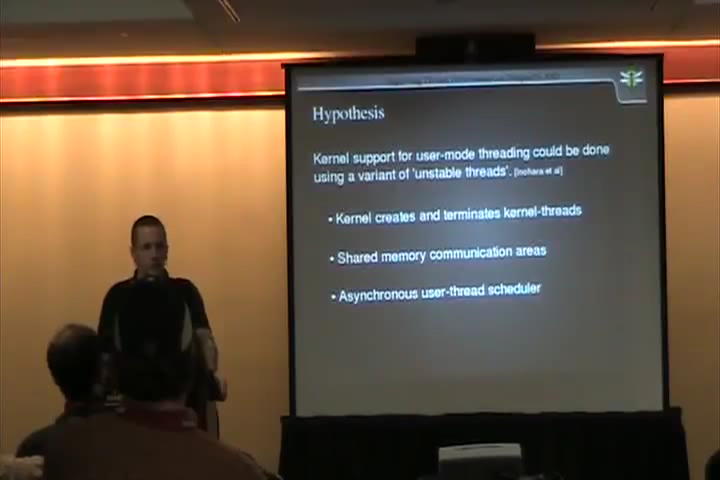 Hypothesis
Kernel support for user-mode threading could be done
using a variant of 'unstable threads'. [Inohara et al]
• Kernel creates and terminates kernel-threads
• Shared memory communication areas
• Asynchronous user-thread scheduler